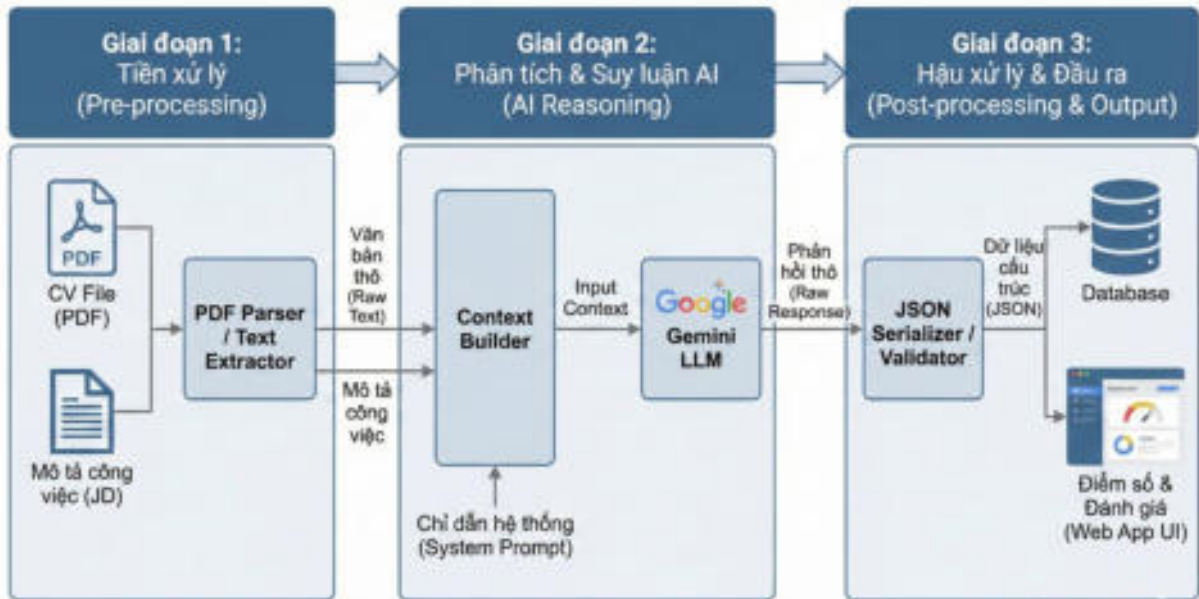 Giai đoạn 1:
Tiền xử lý
(Pre-processing)
Giai đoạn 2:
Phân tích & Suy luận AI
(AI Reasoning)
Giai đoạn 3:
Hậu xử lý & Đầu ra
(Post-processing & Output)
PDF
CV File
(PDF)
Mô tả công
việc (JD)
PDF Parser
/ Text
Extractor
Văn
bản
thô
(Raw
Text)
Mô tả
công
việc
Context
Builder
Chỉ dẫn hệ thống
(System Prompt)
Input
Context
Google
Gemini
LLM
Phản
hồi thô
(Raw
Response)
JSON
Serializer /
Validator
Dữ liệu
cấu
trúc
(JSON)
Database
Điểm số &
Đánh giá
(Web App UI)